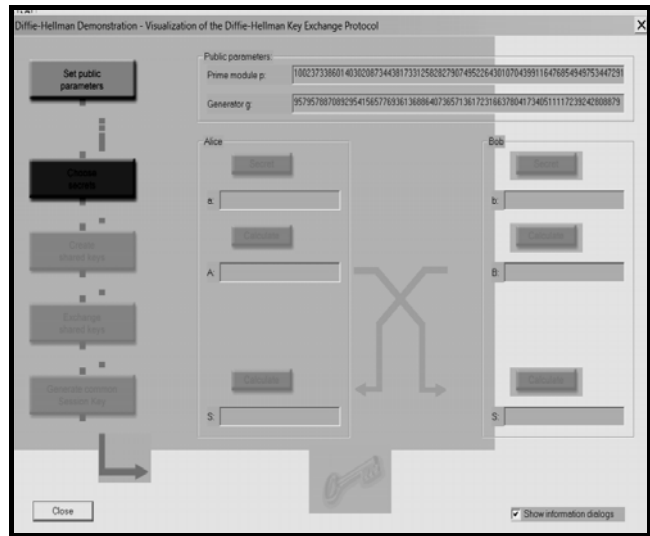 Diffie-Hellman Demonstration - Visualization of the Diffie-Hellman Key Exchange Protocol
X
Set public
parameters
Choose
secrets
Create
shared keys
Exchange
shared keys
Generate common
Session Key
Public parameters:
Prime module p:
Generator g:
Alice
Secret
a:
Calculate
A:
Calculate
S:
Bob
Secret
b:
Calculate
B:
Calculate
S:
Close
Show information dialogs